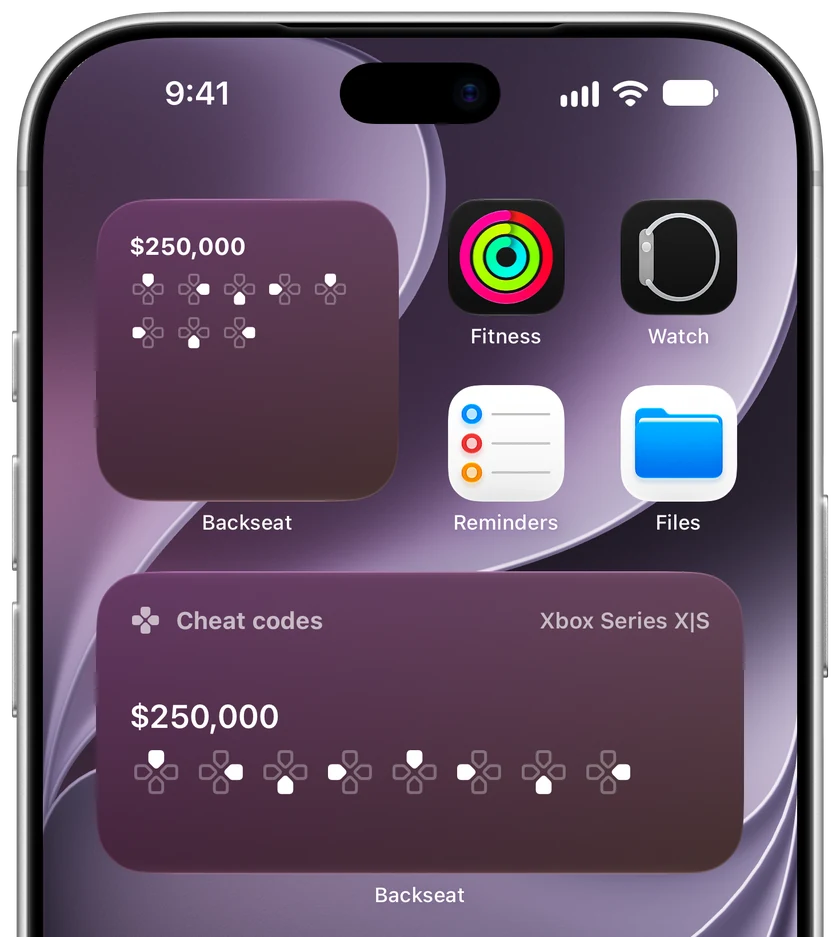 9:41
$250,000
Fitness
Watch
Backseat
Reminders
Files
Cheat codes
Xbox Series X|S
$250,000
Backseat